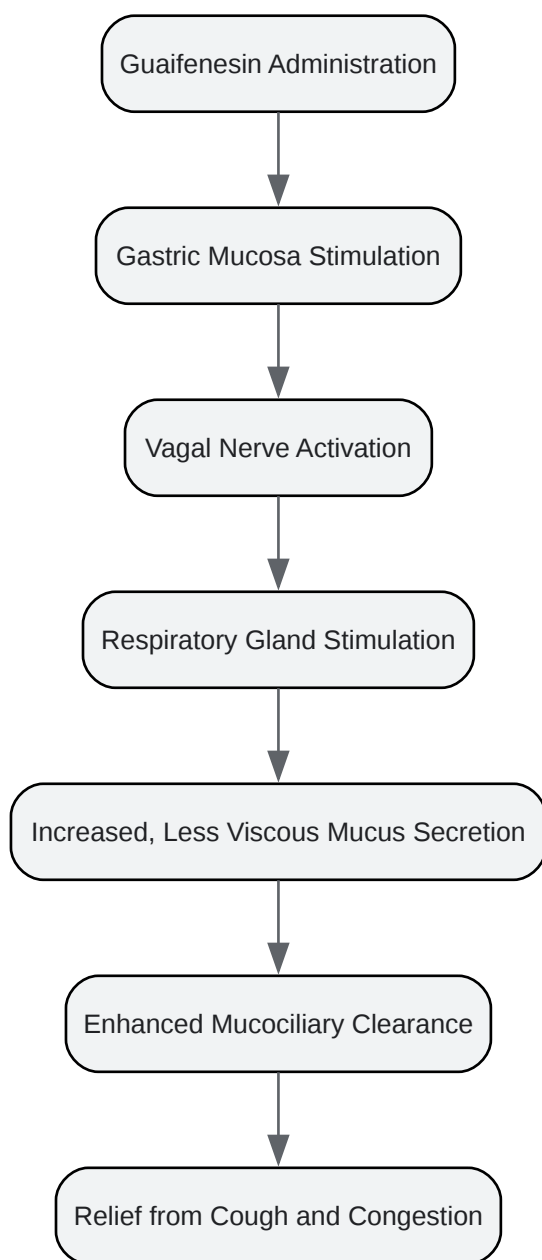 Guaifenesin Administration
Gastric Mucosa Stimulation
Vagal Nerve Activation
Respiratory Gland Stimulation
Increased, Less Viscous Mucus Secretion
Enhanced Mucociliary Clearance
Relief from Cough and Congestion